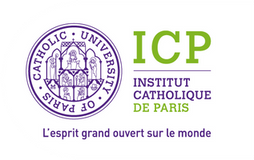 CATHOLIC · UNIVERSITY · OF PARIS ·
ICP
INSTITUT
CATHOLIQUE
DE PARIS
L'esprit grand ouvert sur le monde